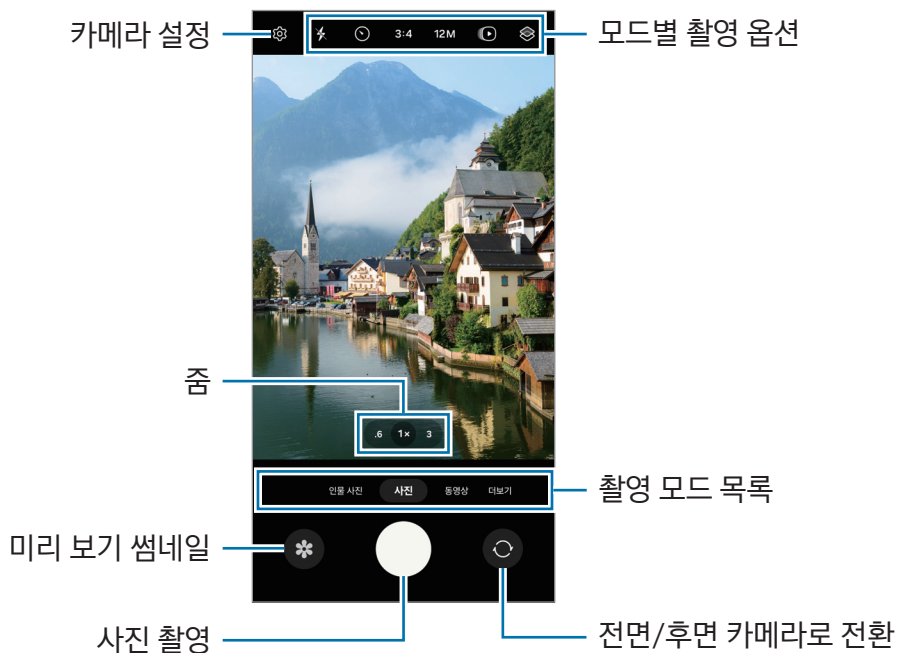 카메라 설정
3:4 12M
모드별 촬영 옵션
줌
.6 1× 3
인물 사진 사진 동영상 더보기
촬영 모드 목록
미리 보기 썸네일
사진 촬영
전면/후면 카메라로 전환